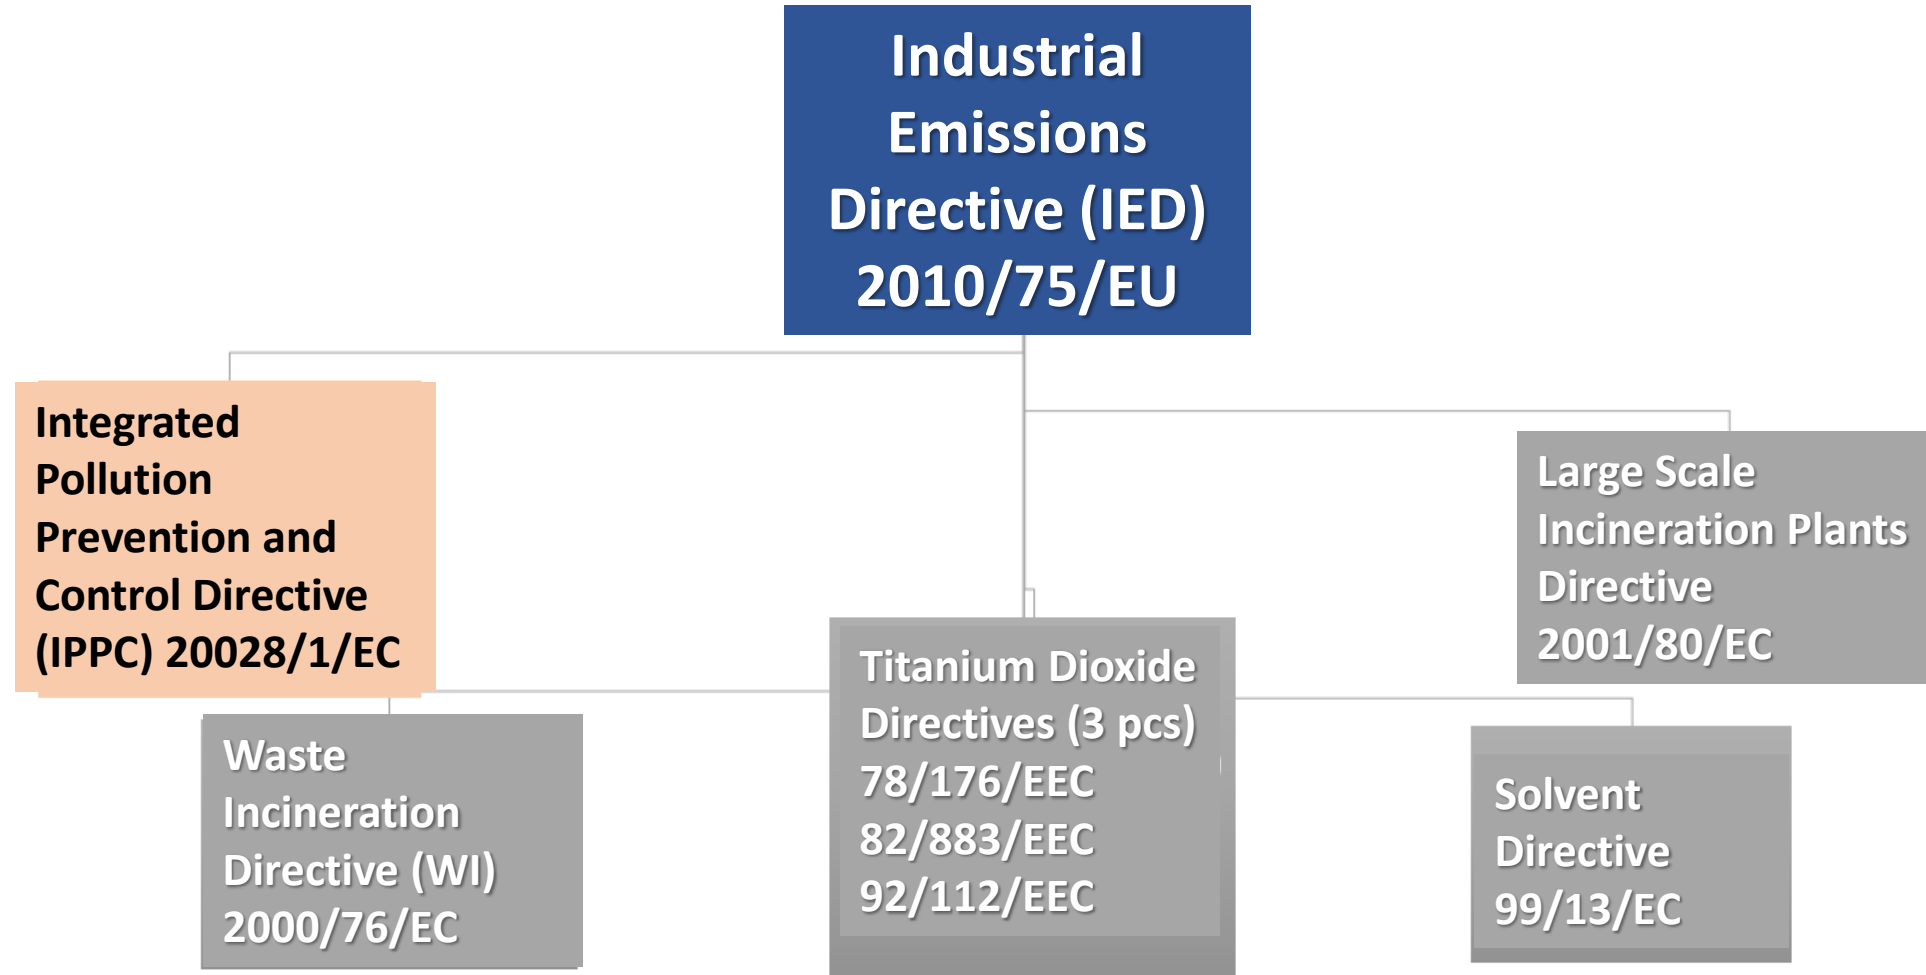 Industrial
Emissions
Directive (IED)
2010/75/EU
Integrated
Pollution
Prevention and
Control Directive
(IPPC) 20028/1/EC
Large Scale
Incineration Plants
Directive
2001/80/EC
Waste
Incineration
Directive (WI)
2000/76/EC
Titanium Dioxide
Directives (3 pcs)
78/176/EEC
82/883/EEC
92/112/EEC
Solvent
Directive
99/13/EC